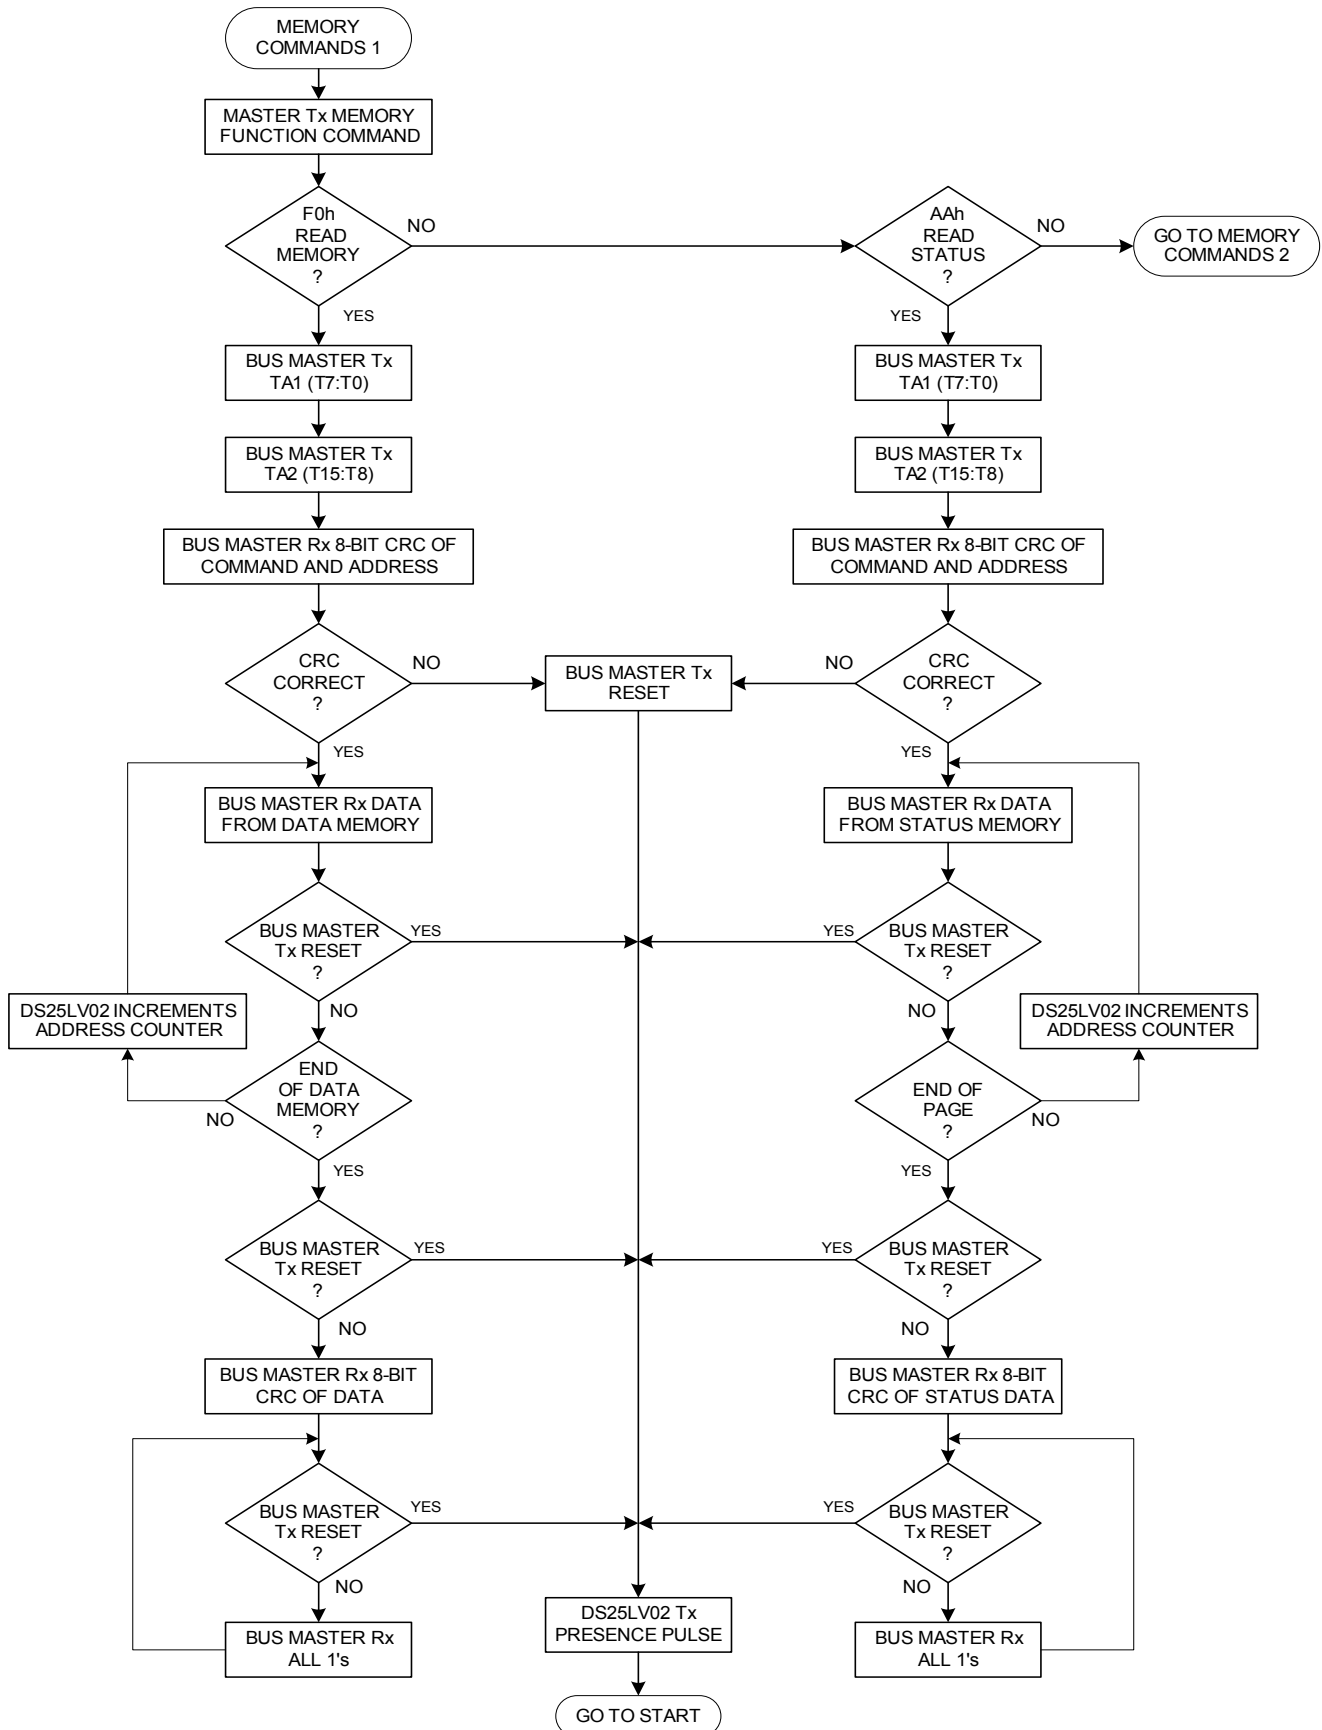 MEMORY
COMMANDS 1
MASTER Tx MEMORY
FUNCTION COMMAND
F0h
READ
MEMORY
?
NO
AAh
READ
STATUS
?
NO
GO TO MEMORY
COMMANDS 2
YES
YES
BUS MASTER Tx
TA1 (T7:T0)
BUS MASTER Tx
TA1 (T7:T0)
BUS MASTER Tx
TA2 (T15:T8)
BUS MASTER Tx
TA2 (T15:T8)
BUS MASTER Rx 8-BIT CRC OF
COMMAND AND ADDRESS
BUS MASTER Rx 8-BIT CRC OF
COMMAND AND ADDRESS
CRC
CORRECT
?
NO
BUS MASTER Tx
RESET
NO
CRC
CORRECT
?
YES
YES
BUS MASTER Rx DATA
FROM DATA MEMORY
BUS MASTER Rx DATA
FROM STATUS MEMORY
BUS MASTER
Tx RESET
?
YES
YES
BUS MASTER
Tx RESET
?
NO
NO
DS25LV02 INCREMENTS
ADDRESS COUNTER
DS25LV02 INCREMENTS
ADDRESS COUNTER
END
OF DATA
MEMORY
?
NO
END OF
PAGE
?
NO
YES
YES
BUS MASTER
Tx RESET
?
YES
YES
BUS MASTER
Tx RESET
?
NO
NO
BUS MASTER Rx 8-BIT
CRC OF DATA
BUS MASTER Rx 8-BIT
CRC OF STATUS DATA
BUS MASTER
Tx RESET
?
YES
YES
BUS MASTER
Tx RESET
?
NO
NO
BUS MASTER Rx
ALL 1's
DS25LV02 Tx
PRESENCE PULSE
BUS MASTER Rx
ALL 1's
GO TO START